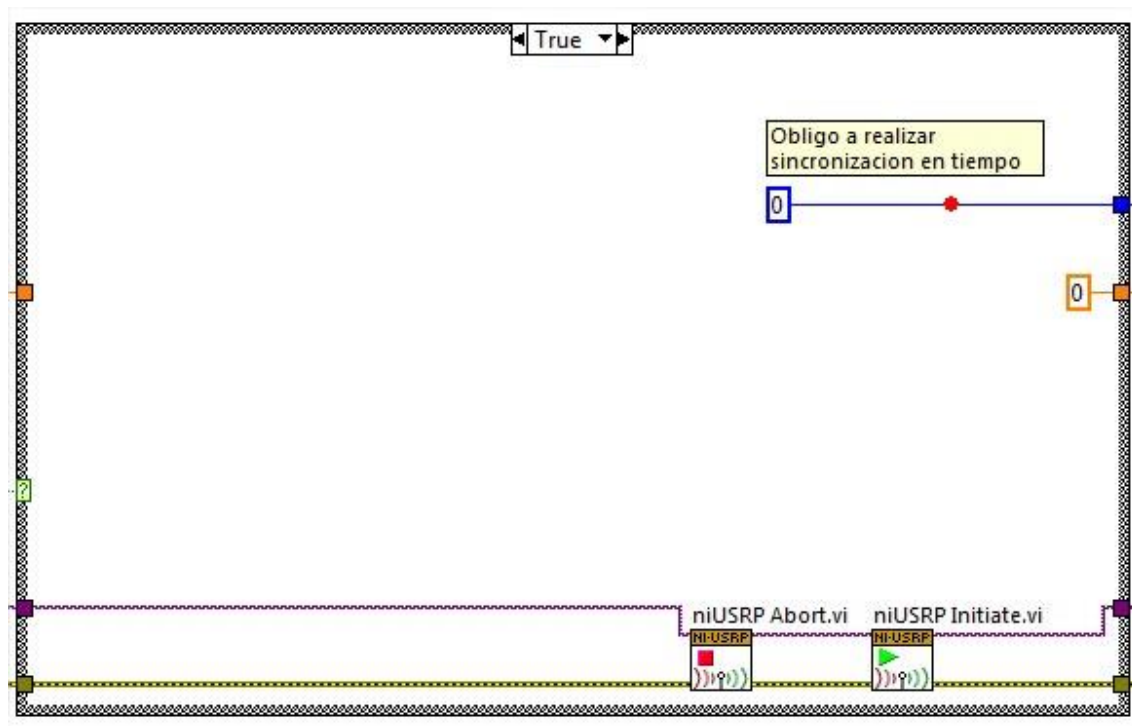 True
Obligo a realizar
sincronizacion en tiempo
0
0
?
niUSRP Abort.vi niUSRP Initiate.vi
NI-USRP NI-USRP